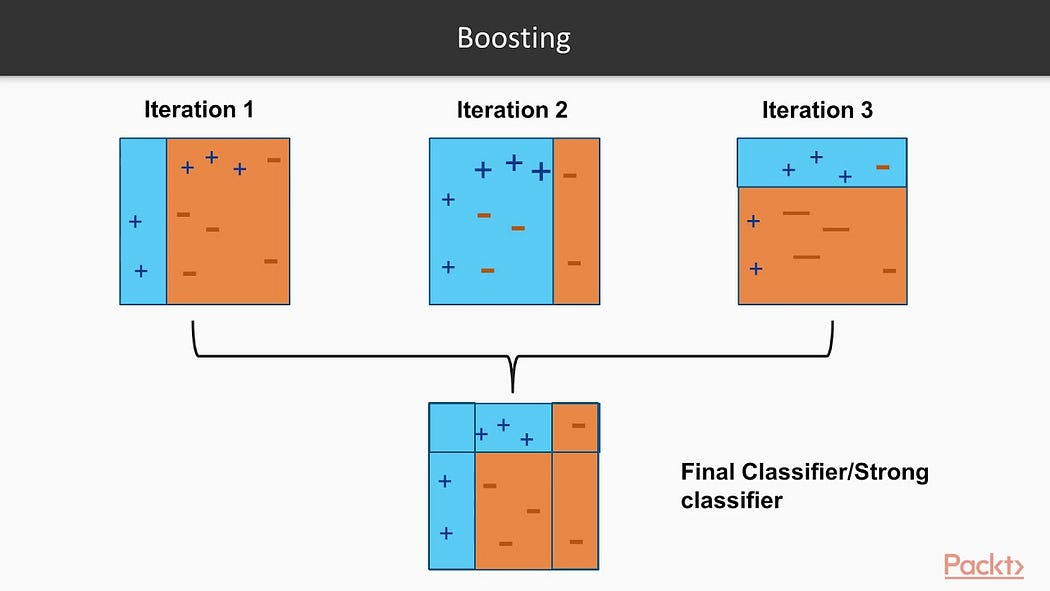 Boosting
Iteration 1
Iteration 2
Iteration 3
Final Classifier/Strong
classifier
Packt>